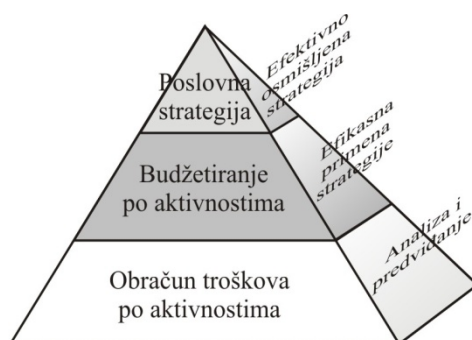 Poslovna
strategija
Efektivno
osmišljena
strategija
Budžetiranje
po aktivnostima
Efikasna
primena
strategije
Obračun troškova
po aktivnostima
Analiza i
predviđanje